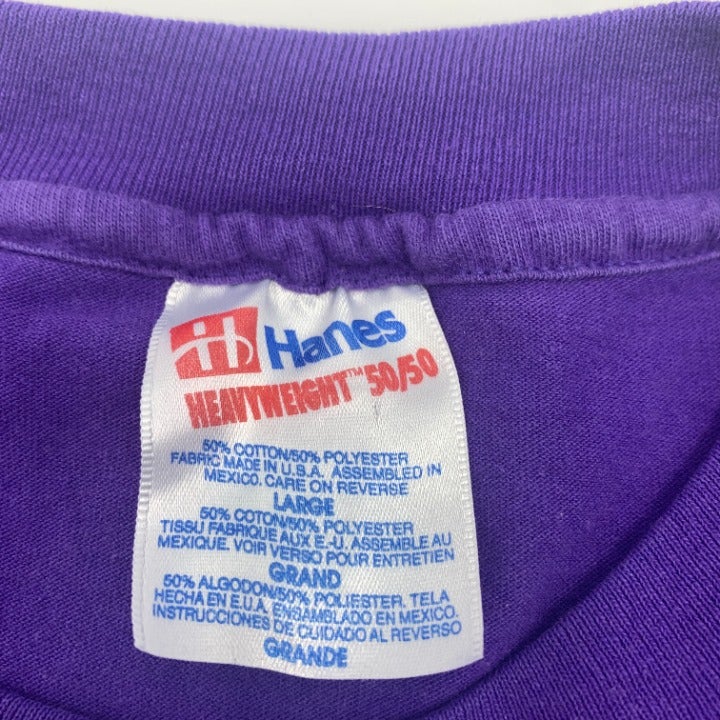 H Hanes
HEAVYWEIGHT™ 50/50
50% COTTON/50% POLYESTER
FABRIC MADE IN U.S.A. ASSEMBLED IN
MEXICO. CARE ON REVERSE
LARGE
50% COTON/50% POLYESTER
TISSU FABRIQUE AUX E.-U. ASSEMBLE AU
MEXIQUE. VOIR VERSO POUR ENTRETIEN
GRAND
50% ALGODON/50% POLIESTER. TELA
HECHA EN E.U.A. ENSAMBLADO EN MEXICO.
INSTRUCCIONES DE CUIDADO AL REVERSO
GRANDE